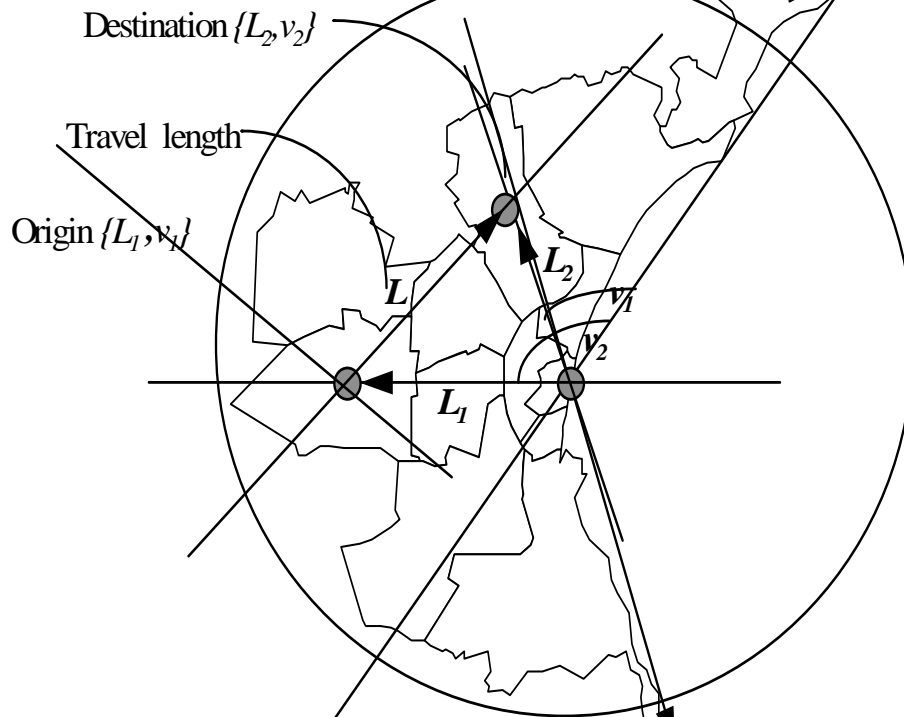 Destination {L₂,v₂}
Travel length
Origin {L₁,v₁}
L
L₂
v₁
v₂
L₁